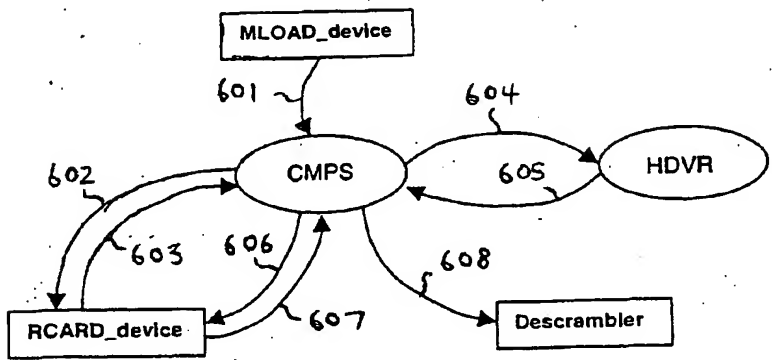 MLOAD_device
601
604
602
CMPS
605
HDVR
603
606
608
RCARD_device
607
Descrambler